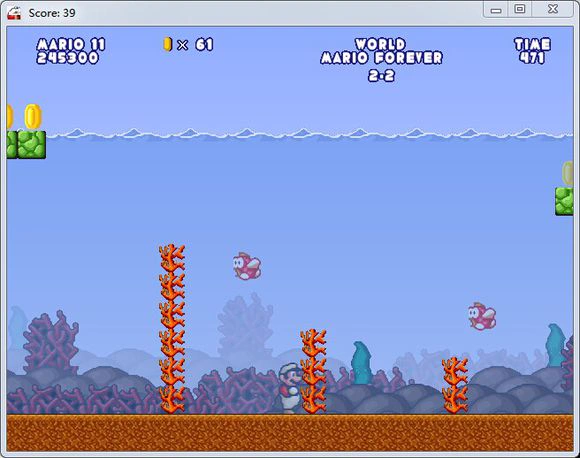 Score: 39
MARIO 11
245300
× 61
WORLD
MARIO FOREVER
2-2
TIME
471